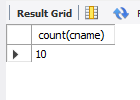 Result Grid
count(cname)
10